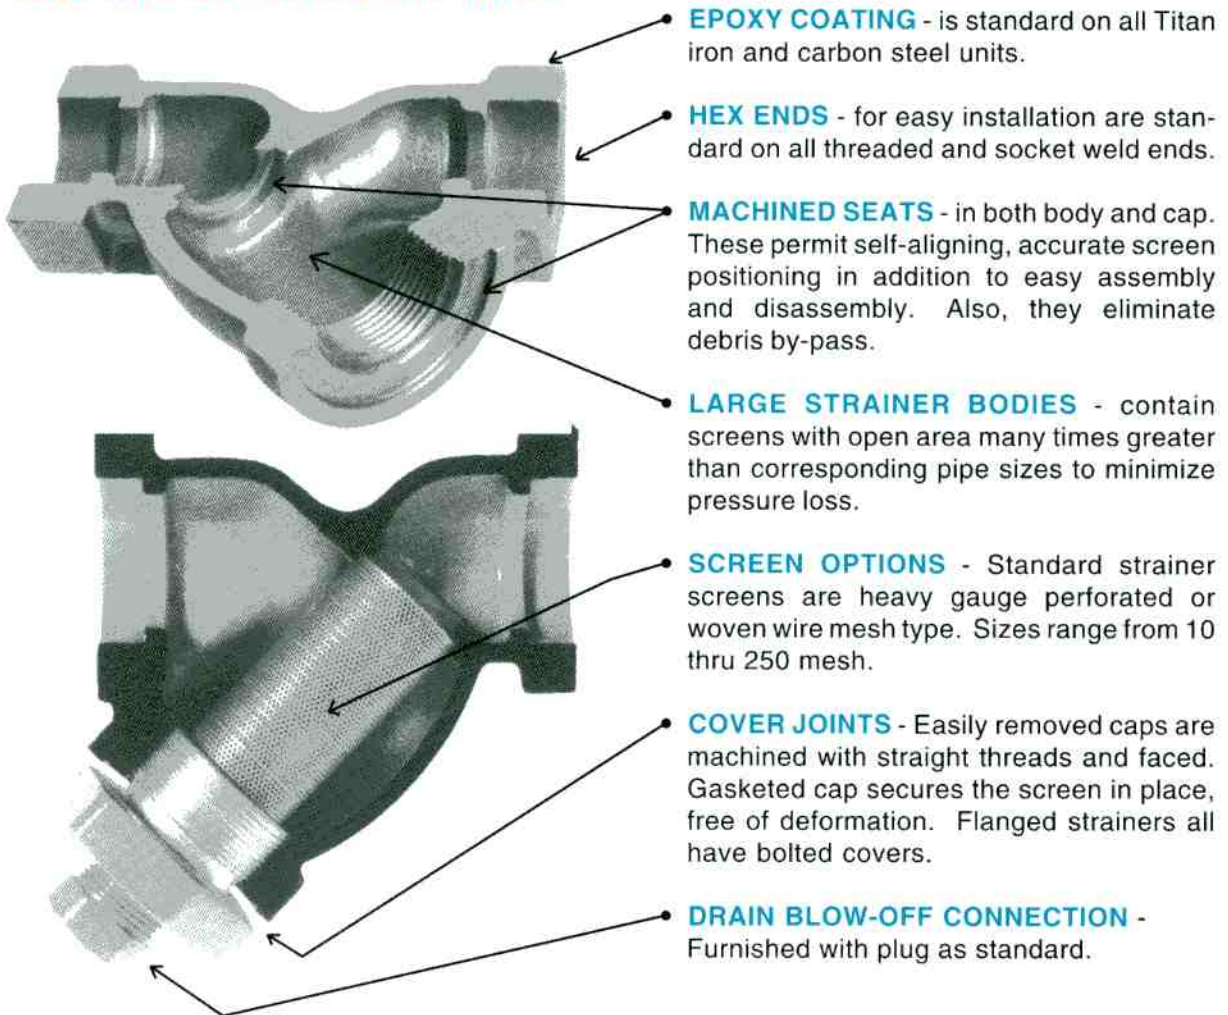 EPOXY COATING - is standard on all Titan
iron and carbon steel units.
HEX ENDS - for easy installation are stan-
dard on all threaded and socket weld ends.
MACHINED SEATS - in both body and cap.
These permit self-aligning, accurate screen
positioning in addition to easy assembly
and disassembly. Also, they eliminate
debris by-pass.
LARGE STRAINER BODIES - contain
screens with open area many times greater
than corresponding pipe sizes to minimize
pressure loss.
SCREEN OPTIONS - Standard strainer
screens are heavy gauge perforated or
woven wire mesh type. Sizes range from 10
thru 250 mesh.
COVER JOINTS - Easily removed caps are
machined with straight threads and faced.
Gasketed cap secures the screen in place,
free of deformation. Flanged strainers all
have bolted covers.
DRAIN BLOW-OFF CONNECTION -
Furnished with plug as standard.